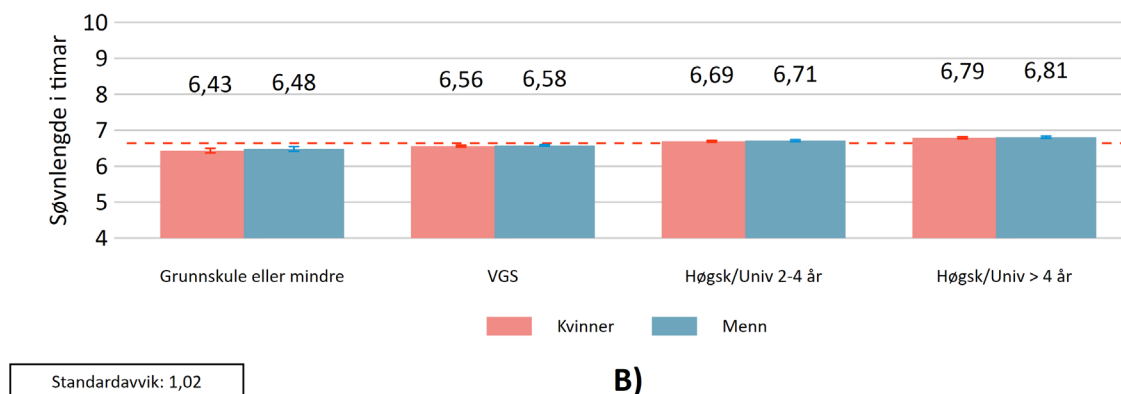 Søvnlengde i timar
10
9
8
7
6
5
4
6,43 6,48 6,56 6,58 6,69 6,71 6,79 6,81
Grunnskule eller mindre VGS Høgsk/Univ 2-4 år Høgsk/Univ > 4 år
Kvinner Menn
Standardavvik: 1,02
B)